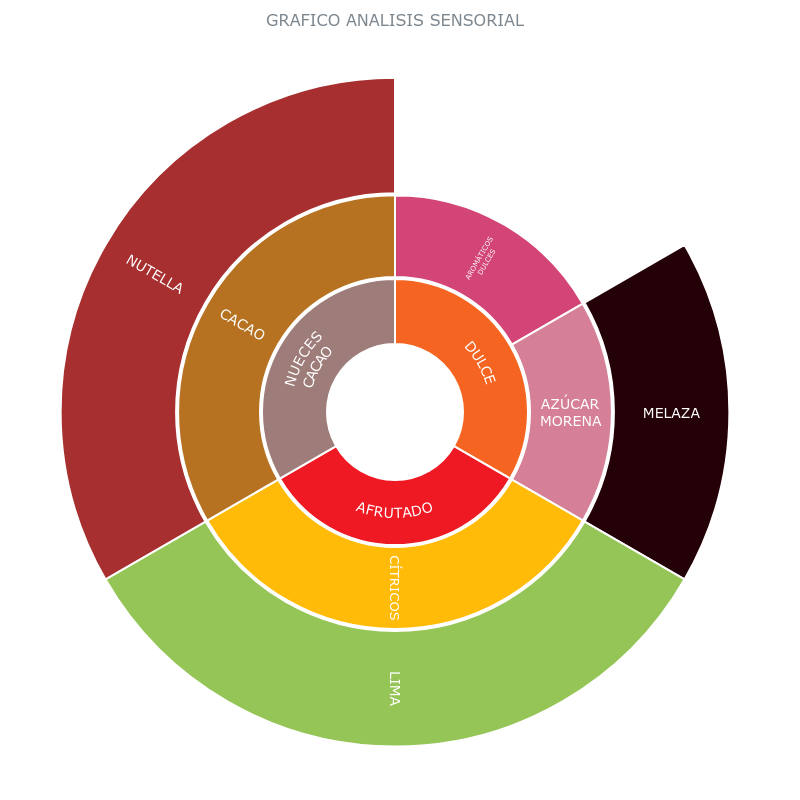 GRAFICO ANALISIS SENSORIAL
NUTELLA
CACAO
NUECES
CACAO
DULCE
AROMÁTICOS
DULCES
AZÚCAR
MORENA
MELAZA
AFRUTADO
CÍTRICOS
LIMA